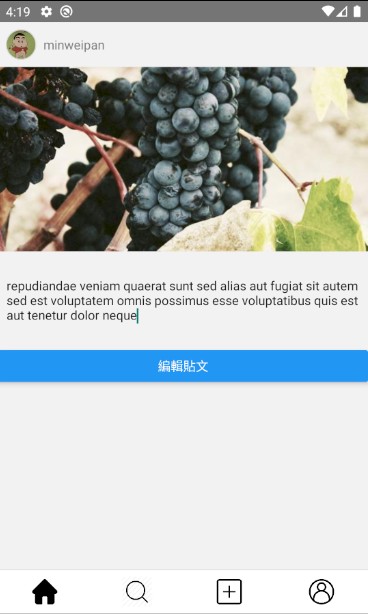 4:19
minweipan
repudiandae veniam quaerat sunt sed alias aut fugiat sit autem
sed est voluptatem omnis possimus esse voluptatibus quis est
aut tenetur dolor neque
編輯貼文